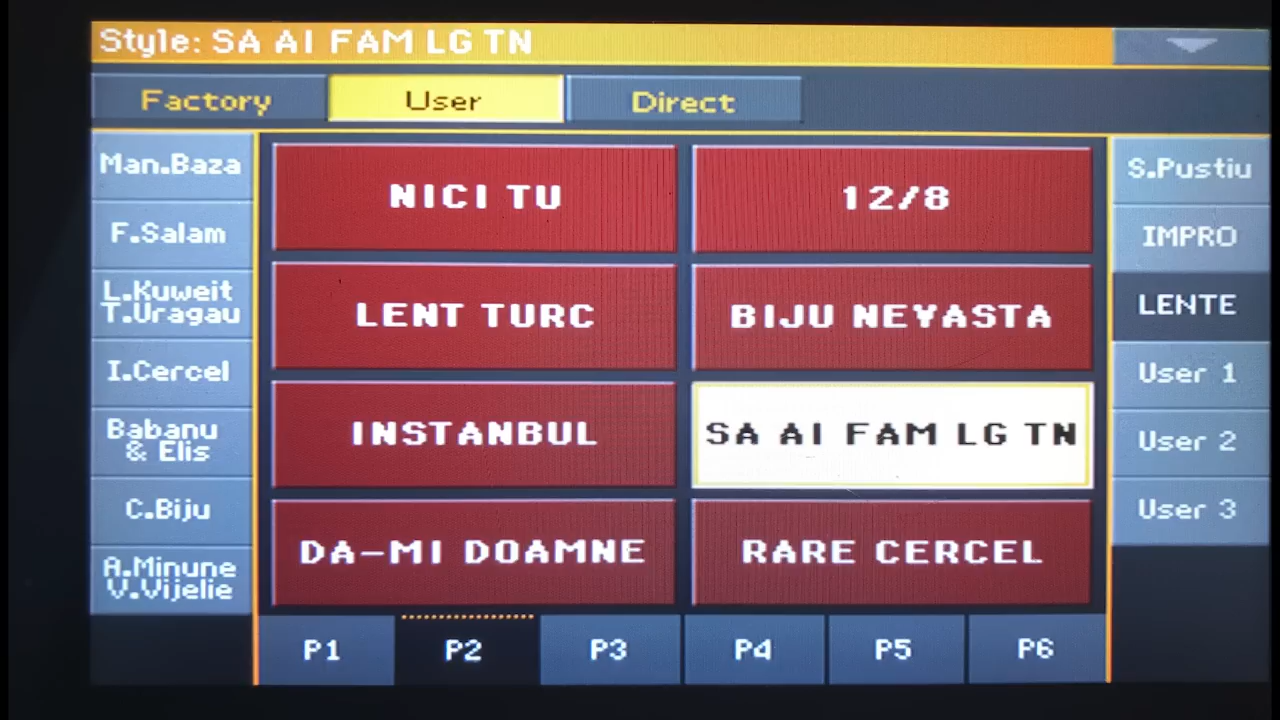 Style: SA AI FAM LG TN
Factory
User
Direct
Man.Baza
F.Salam
L.Kuweit
T.Uragau
I.Cercel
Babanu
& Elis
C.Biju
A.Minune
V.Vijelie
NICI TU
12/8
LENT TURC
BIJU NEVASTA
INSTANBUL
SA AI FAM LG TN
DA-MI DOAMNE
RARE CERCEL
S.Pustiu
IMPRO
LENTE
User 1
User 2
User 3
P1
P2
P3
P4
P5
P6